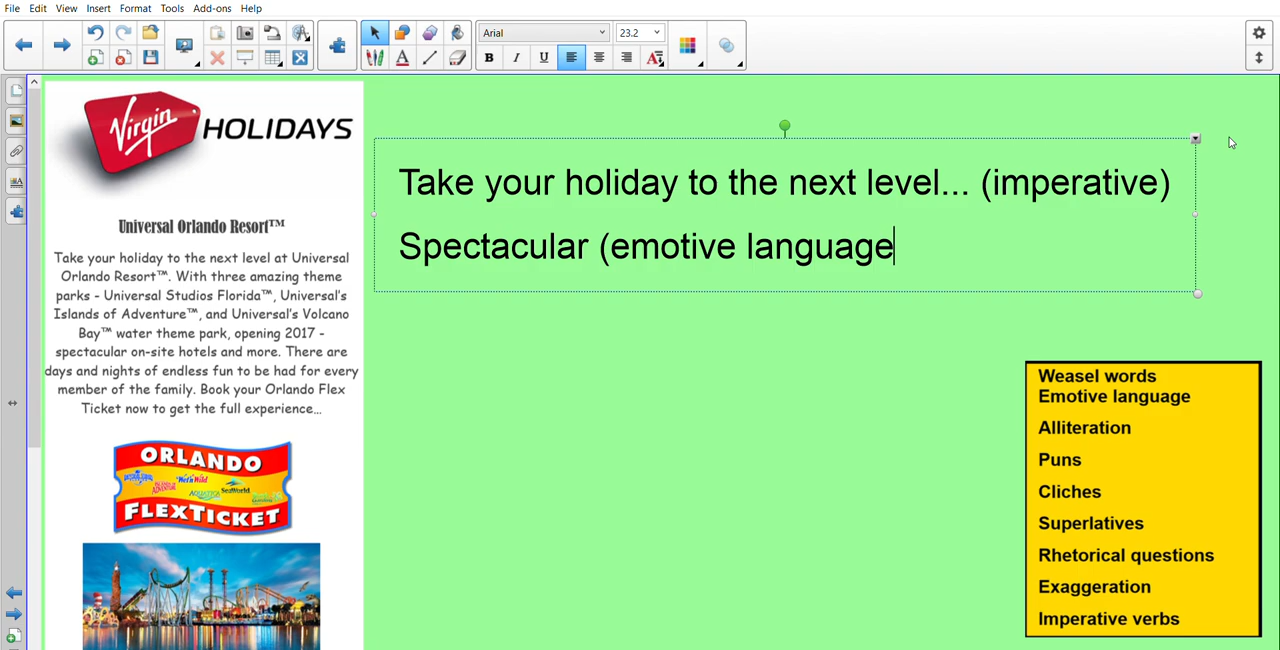 File Edit View Insert Format Tools Add-ons Help
Arial 23.2
B I U
Virgin HOLIDAYS
Universal Orlando Resort™
Take your holiday to the next level at Universal
Orlando Resort™. With three amazing theme
parks - Universal Studios Florida™, Universal's
Islands of Adventure™, and Universal's Volcano
Bay™ water theme park, opening 2017 -
spectacular on-site hotels and more. There are
days and nights of endless fun to be had for every
member of the family. Book your Orlando Flex
Ticket now to get the full experience...
ORLANDO
Wet'n Wild
SeaWorld
AQUATICA
FLEXTICKET
Take your holiday to the next level... (imperative)
Spectacular (emotive language
Weasel words
Emotive language
Alliteration
Puns
Cliches
Superlatives
Rhetorical questions
Exaggeration
Imperative verbs